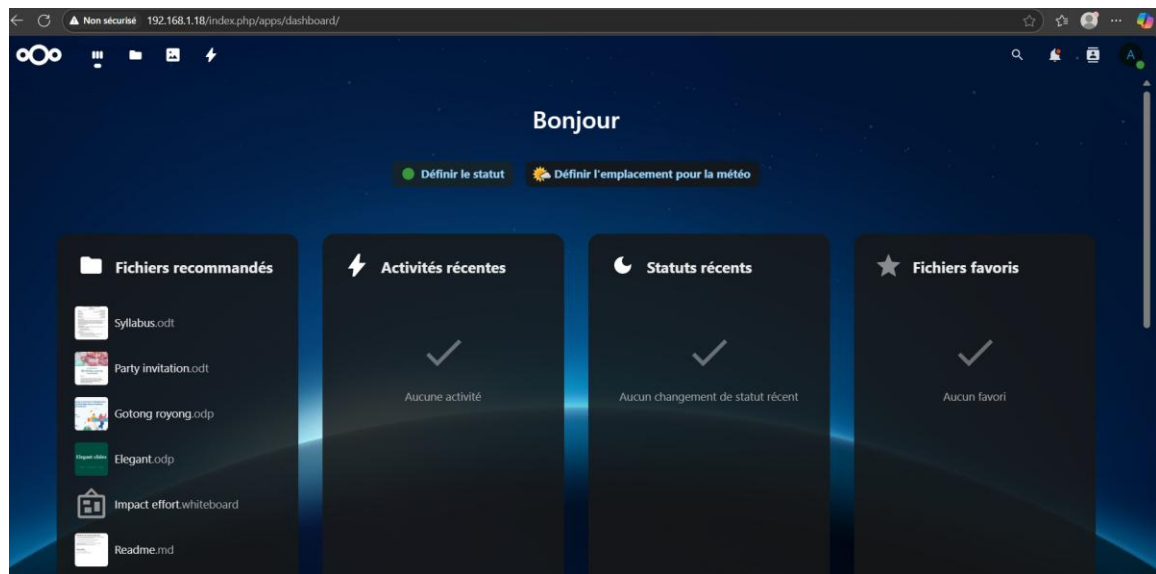 Non sécurisé 192.168.1.18/index.php/apps/dashboard/
A
Bonjour
Définir le statut
Définir l'emplacement pour la météo
Fichiers recommandés
Syllabus.odt
Party invitation.odt
Gotong royong.odp
Elegant.odp
Impact effort.whiteboard
Readme.md
Activités récentes
Aucune activité
Statuts récents
Aucun changement de statut récent
Fichiers favoris
Aucun favori